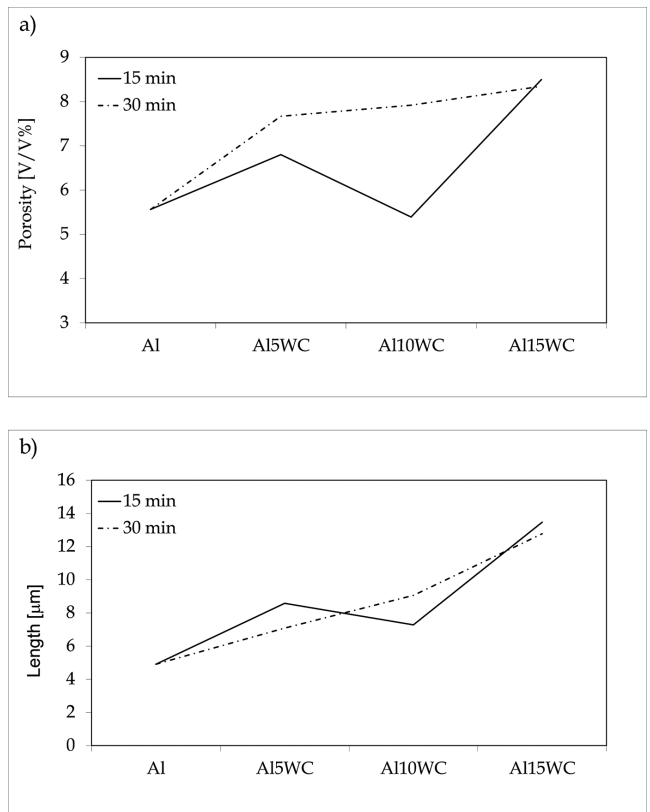 a)
9
8
7
6
5
4
3
Porosity [V/V%]
15 min
30 min
Al
Al5WC
Al10WC
Al15WC
b)
16
14
12
10
8
6
4
2
0
Length [μm]
15 min
30 min
Al
Al5WC
Al10WC
Al15WC